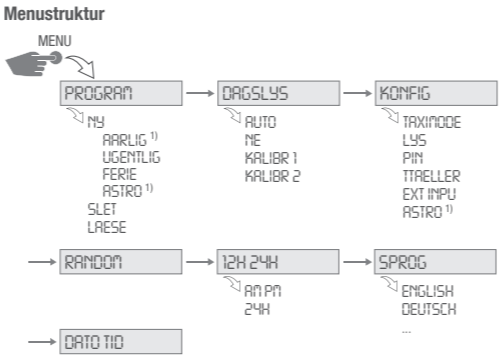 Menustruktur
MENU
PROGRAM
NY
AARLIG 1)
UGENTLIG
FERIE
ASTRO 1)
SLET
LAESE
DAGSLYS
AUTO
NE
KALIBR 1
KALIBR 2
KONFIG
TAXIMODE
LYS
PIN
TTAELLER
EXT INPU
ASTRO 1)
RANDOM
12H 24H
AM PM
24H
SPROG
ENGLISH
DEUTSCH
...
DATO TID